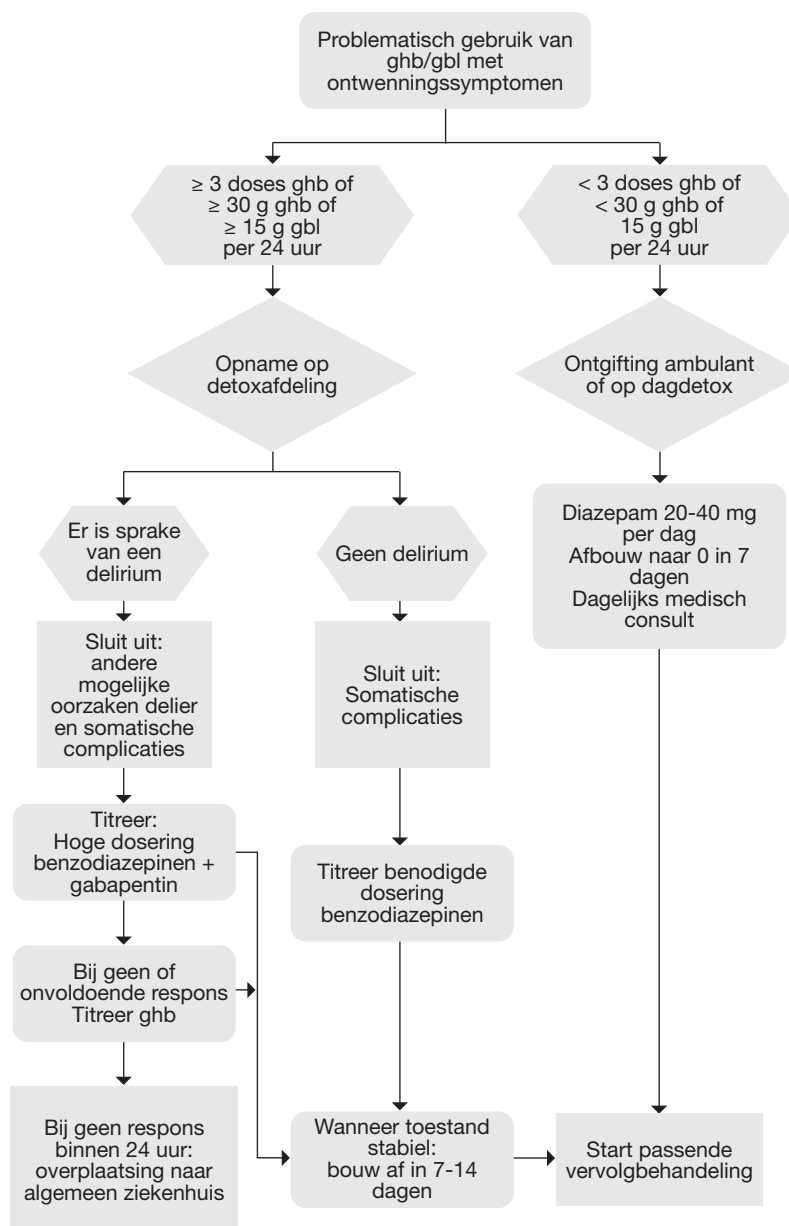 Problematisch gebruik van
ghb/gbl met
ontwenningssymptomen
≥ 3 doses ghb of
≥ 30 g ghb of
≥ 15 g gbl
per 24 uur
< 3 doses ghb of
< 30 g ghb of
15 g gbl
per 24 uur
Opname op
detoxafdeling
Ontgifting ambulant
of op dagdetox
Er is sprake
van een
delirium
Geen delirium
Diazepam 20-40 mg
per dag
Afbouw naar 0 in 7
dagen
Dagelijks medisch
consult
Sluit uit:
andere
mogelijke
oorzaken delier
en somatische
complicaties
Sluit uit:
Somatische
complicaties
Titreer:
Hoge dosering
benzodiazepinen +
gabapentin
Titreer benodigde
dosering
benzodiazepinen
Bij geen of
onvoldoende respons
Titreer ghb
Bij geen respons
binnen 24 uur:
overplaatsing naar
algemeen ziekenhuis
Wanneer toestand
stabiel:
bouw af in 7-14
dagen
Start passende
vervolgbehandeling